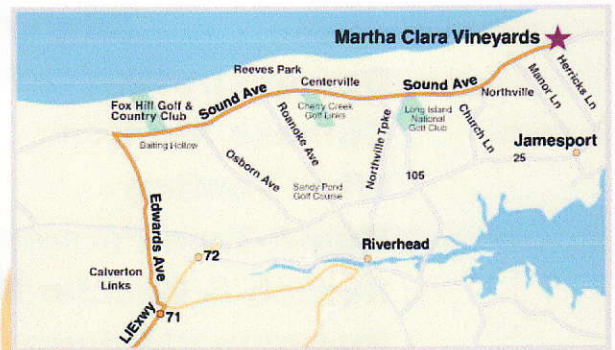 Martha Clara Vineyards
Reeves Park
Centerville
Sound Ave
Herricks Ln
Manor Ln
Northville
Fox Hill Golf &
Country Club
Sound Ave
Cherry Creek
Golf Links
Long Island
National
Golf Club
Church Ln
Jamesport
25
Baiting Hollow
Roanoke Ave
Northville Tpke
Osborn Ave
Sandy Pond
Golf Course
105
Edwards Ave
72
Riverhead
Calverton
Links
LIExwy
71